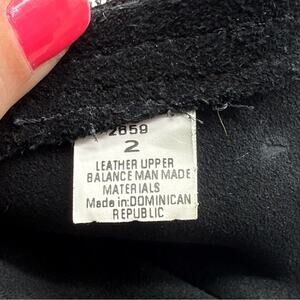 2659
2
LEATHER UPPER
BALANCE MAN MADE
MATERIALS
Made in:DOMINICAN
REPUBLIC